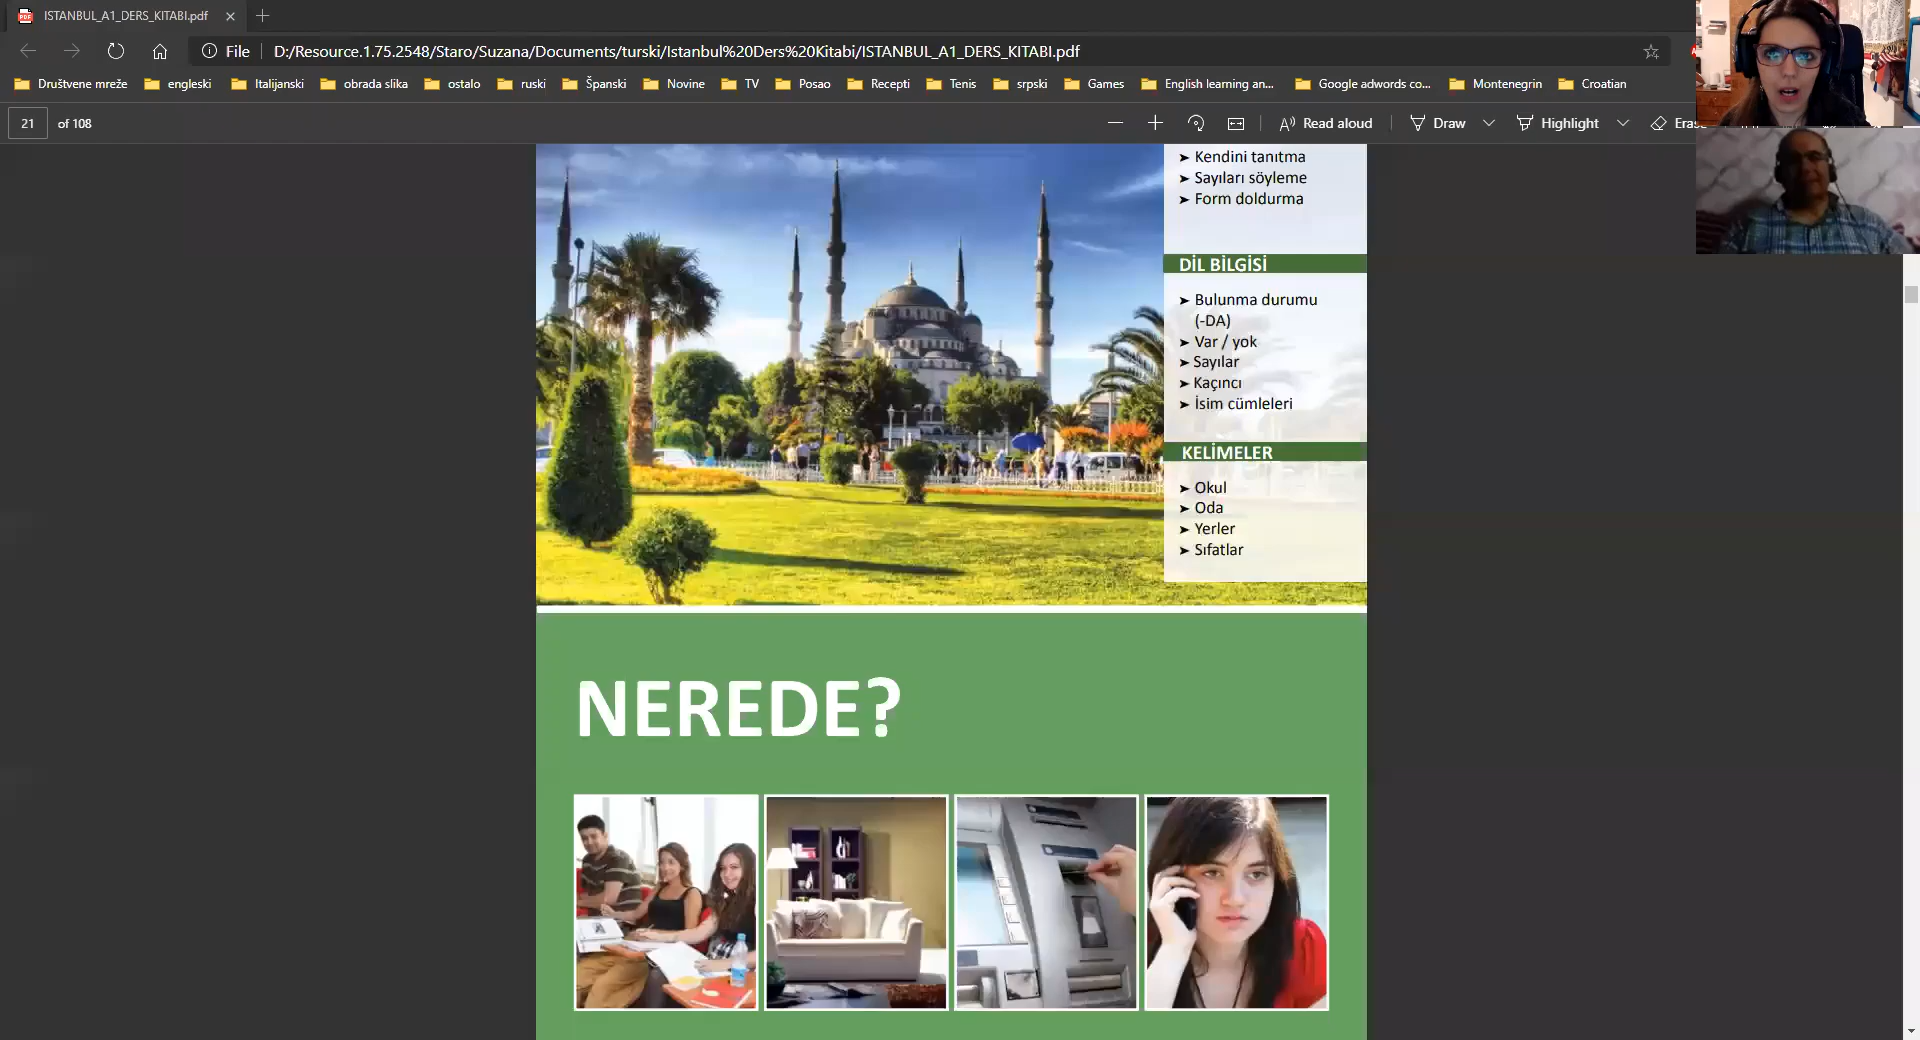 ISTANBUL_A1_DERS_KITABI.pdf
File
D:/Resource.1.75.2548/Staro/Suzana/Documents/turski/Istanbul%20Ders%20Kitabi/ISTANBUL_A1_DERS_KITABI.pdf
Društvene mreže engleski Italijanski obrada slika ostalo ruski Španski Novine TV Posao Recepti Tenis srpski Games English learning an... Google adwords co... Montenegrin Croatian
21 of 108 Read aloud Draw Highlight
➤ Kendini tanıtma
➤ Sayıları söyleme
➤ Form doldurma
DİL BİLGİSİ
➤ Bulunma durumu
(-DA)
➤ Var / yok
➤ Sayılar
➤ Kaçıncı
➤ İsim cümleleri
KELİMELER
➤ Okul
➤ Oda
➤ Yerler
➤ Sıfatlar
NEREDE?